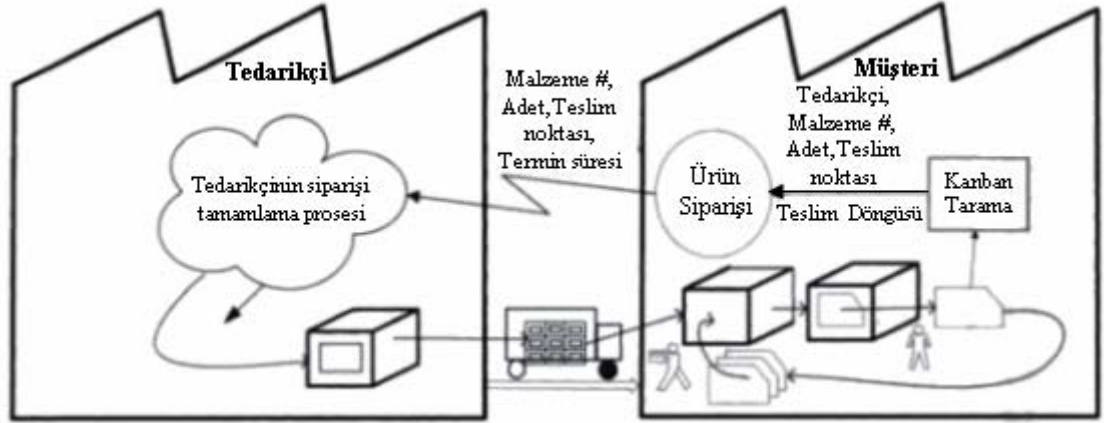 Tedarikçi
Tedarikçinin siparişi
tamamlama prosesi
Malzeme #,
Adet,Teslim
noktası,
Termin süresi
Müşteri
Tedarikçi,
Malzeme #,
Adet,Teslim
noktası
Teslim Döngüsü
Ürün
Siparişi
Kanban
Tarama